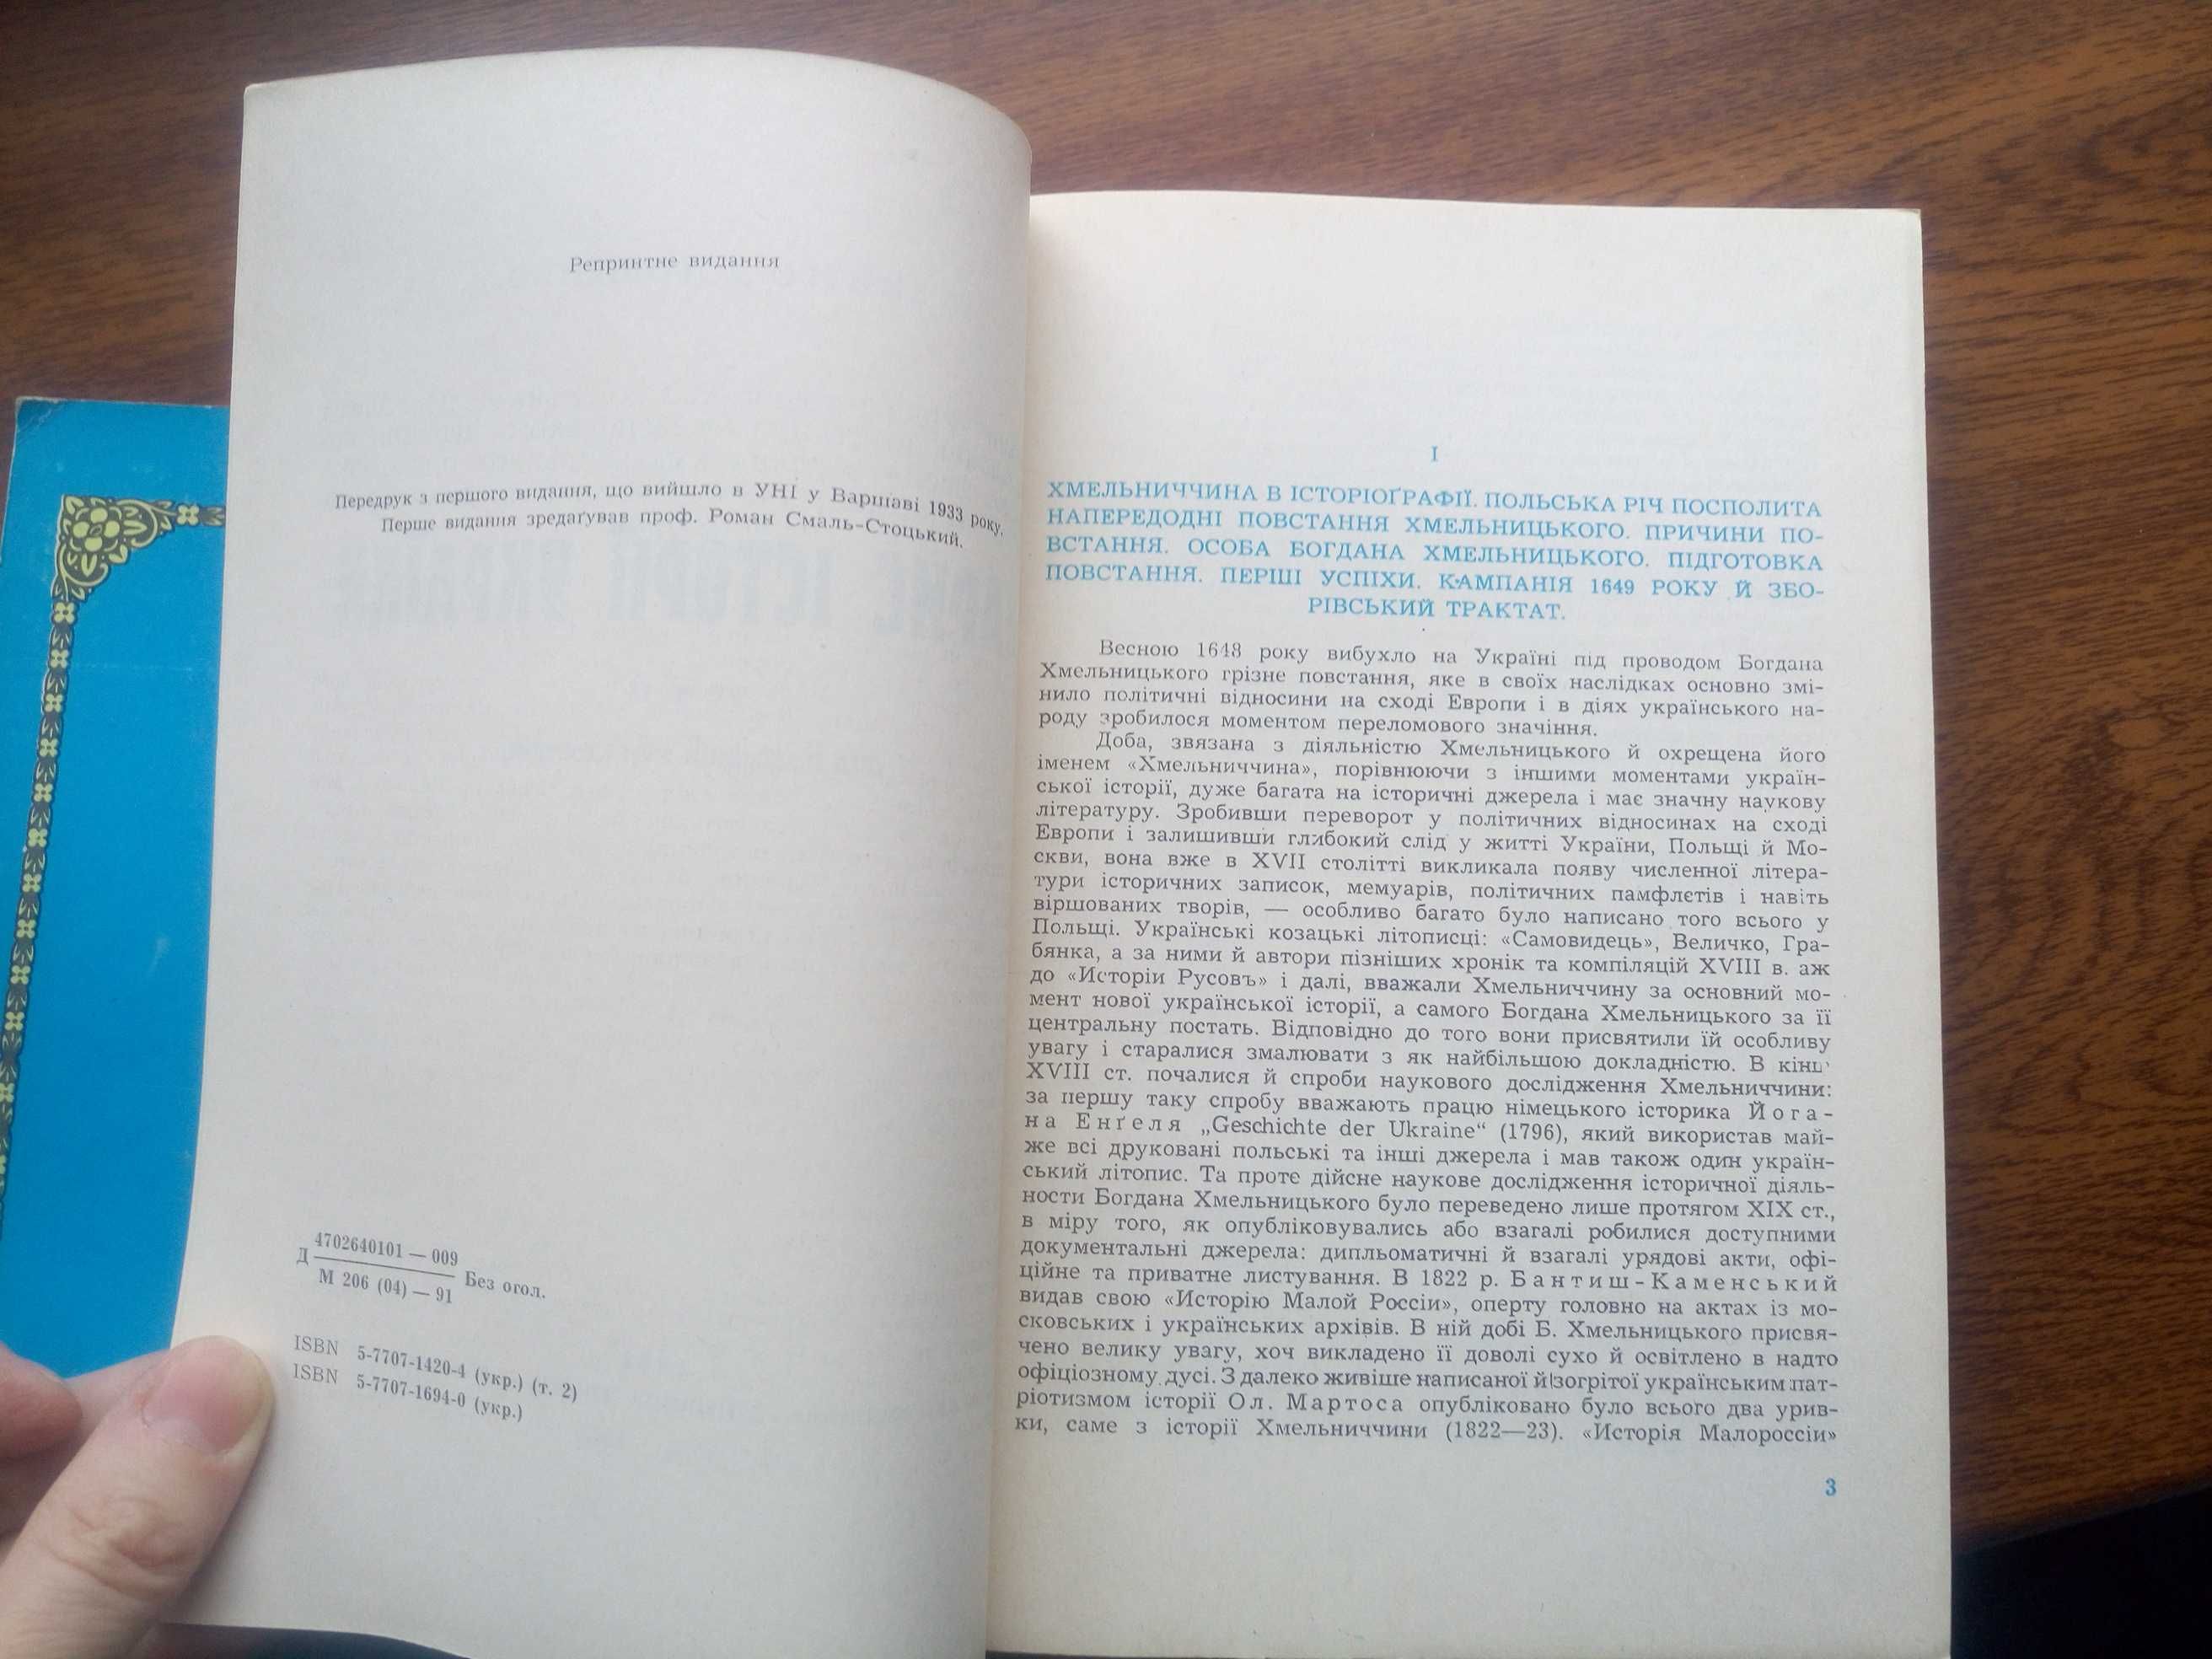 Репринтне видання
Передрук з першого видання, що вийшло в УНІ у Варшаві 1933 року.
Перше видання зредаґував проф. Роман Смаль-Стоцький.
Д 4702640101 — 009
М 206 (04) — 91
Без огол.
ISBN 5-7707-1420-4 (укр.) (т. 2)
ISBN 5-7707-1694-0 (укр.)
I
ХМЕЛЬНИЧЧИНА В ІСТОРІОҐРАФІЇ. ПОЛЬСЬКА РІЧ ПОСПОЛИТА
НАПЕРЕДОДНІ ПОВСТАННЯ ХМЕЛЬНИЦЬКОГО. ПРИЧИНИ ПО-
ВСТАННЯ. ОСОБА БОГДАНА ХМЕЛЬНИЦЬКОГО. ПІДГОТОВКА
ПОВСТАННЯ. ПЕРШІ УСПІХИ. КАМПАНІЯ 1649 РОКУ Й ЗБО-
РІВСЬКИЙ ТРАКТАТ.
Весною 1648 року вибухло на Україні під проводом Богдана
Хмельницького грізне повстання, яке в своїх наслідках основно змі-
нило політичні відносини на сході Европи і в діях українського на-
роду зробилося моментом переломового значіння.
Доба, звязана з діяльністю Хмельницького й охрещена його
іменем «Хмельниччина», порівнюючи з іншими моментами україн-
ської історії, дуже багата на історичні джерела і має значну наукову
літературу. Зробивши переворот у політичних відносинах на сході
Европи і залишивши глибокий слід у житті України, Польщі й Мо-
скви, вона вже в XVII столітті викликала появу численної літера-
тури історичних записок, мемуарів, політичних памфлєтів і навіть
віршованих творів, — особливо багато було написано того всього у
Польщі. Українські козацькі літописці: «Самовидець», Величко, Гра-
бянка, а за ними й автори пізніших хронік та компіляцій XVIII в. аж
до «Исторіи Русовъ» і далі, вважали Хмельниччину за основний мо-
мент нової української історії, а самого Богдана Хмельницького за її
центральну постать. Відповідно до того вони присвятили їй особливу
увагу і старалися змалювати з як найбільшою докладністю. В кінц
XVIII ст. почалися й спроби наукового дослідження Хмельниччини:
за першу таку спробу вважають працю німецького історика Йога-
на Енґеля „Geschichte der Ukraine“ (1796), який використав май-
же всі друковані польські та інші джерела і мав також один україн-
ський літопис. Та проте дійсне наукове дослідження історичної діяль-
ности Богдана Хмельницького було переведено лише протягом XIX ст.,
в міру того, як опубліковувались або взагалі робилися доступними
документальні джерела: дипльоматичні й взагалі урядові акти, офі-
ційне та приватне листування. В 1822 р. Бантиш-Каменський
видав свою «Исторію Малой Россіи», оперту головно на актах із мо-
сковських і українських архівів. В ній добі Б. Хмельницького присвя-
чено велику увагу, хоч викладено її доволі сухо й освітлено в надто
офіціозному дусі. З далеко живіше написаної й зогрітої українським пат-
ріотизмом історії Ол. Мартоса опубліковано було всього два урив-
ки, саме з історії Хмельниччини (1822—23). «Исторія Малороссіи»
3